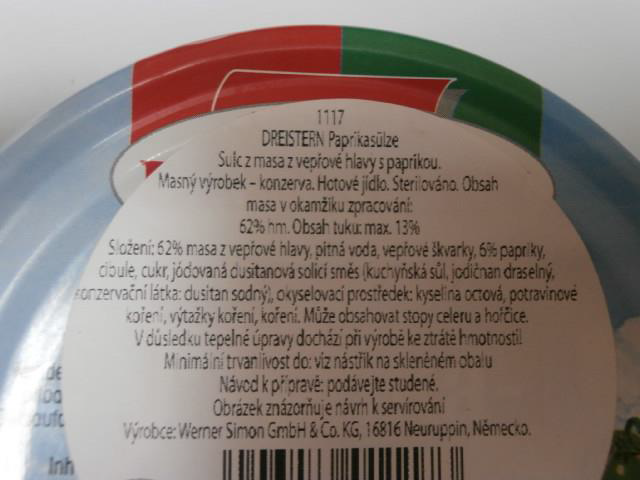 1117
DREISTERN Paprikasülze
Sulc z masa z vepřové hlavy s paprikou.
Masný výrobek – konzerva. Hotové jídlo. Sterilováno. Obsah
masa v okamžiku zpracování:
62% hm. Obsah tuku: max. 13%
Složení: 62% masa z vepřové hlavy, pitná voda, vepřové škvarky, 6% papriky,
cibule, cukr, jódovaná dusitanová solící směs (kuchyňská sůl, jodičnan draselný,
konzervační látka: dusitan sodný), okyselovací prostředek: kyselina octová, potravinové
koření, výtažky koření, koření. Může obsahovat stopy celeru a hořčice.
V důsledku tepelné úpravy dochází při výrobě ke ztrátě hmotnosti!
Minimální trvanlivost do: viz nástřik na skleněném obalu
Návod k přípravě: podávejte studené.
Obrázek znázorňuje návrh k servírování
Výrobce: Werner Simon GmbH & Co. KG, 16816 Neuruppin, Německo.
Inh